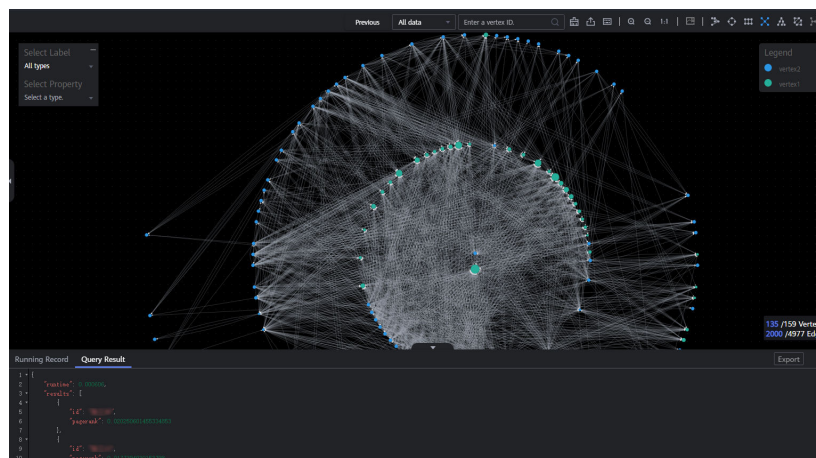 Previous
All data
Enter a vertex ID.
1:1
Select Label
All types
Select Property
Select a type.
Legend
vertex2
vertex1
135 /159 Verte
2000 /4977 Ed
Running Record
Query Result
Export
1 {
2 "runtime":
3 "results": [
4 {
5 "id":
6 "pagerank":
7 },
8 {
9 "id":
10